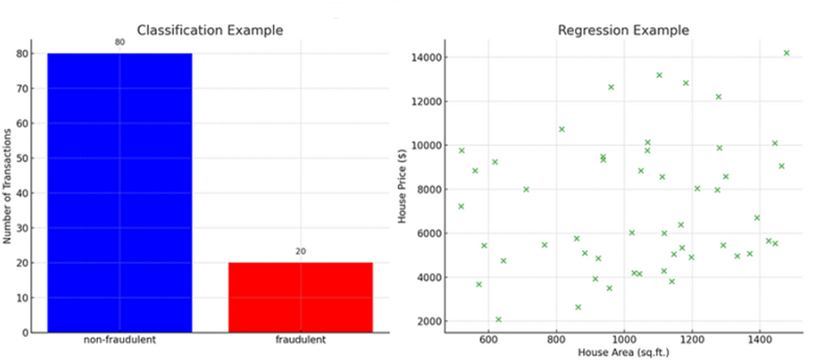 Classification Example
80
20
Number of Transactions
80
70
60
50
40
30
20
10
0
non-fraudulent
fraudulent
Regression Example
House Price ($)
14000
12000
10000
8000
6000
4000
2000
600 800 1000 1200 1400
House Area (sq.ft.)